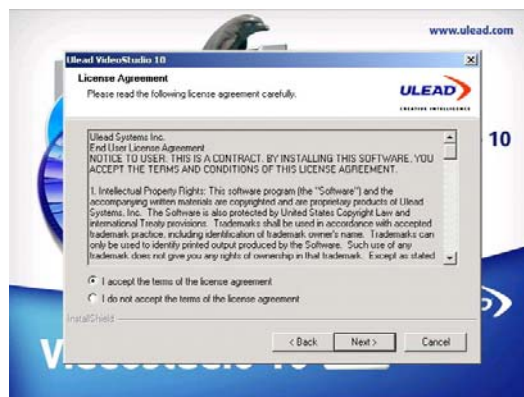 www.ulead.com
Ulead VideoStudio 10
License Agreement
Please read the following license agreement carefully.
ULEAD
CREATIVE INTELLIGENCE
10
Ulead Systems Inc.
End User License Agreement
NOTICE TO USER: THIS IS A CONTRACT. BY INSTALLING THIS SOFTWARE, YOU
ACCEPT THE TERMS AND CONDITIONS OF THIS LICENSE AGREEMENT.
1. Intellectual Property Rights: This software program (the "Software") and the
accompanying written materials are copyrighted and are proprietary products of Ulead
Systems, Inc. The Software is also protected by United States Copyright Law and
international Treaty provisions. Trademarks shall be used in accordance with accepted
trademark practice, including identification of trademark owner's name. Trademarks can
only be used to identify printed output produced by the Software. Such use of any
trademark does not give you any rights of ownership in that trademark. Except as stated
I accept the terms of the license agreement
I do not accept the terms of the license agreement
InstallShield
< Back
Next >
Cancel